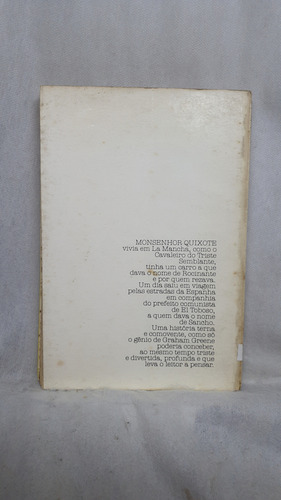 MONSENHOR QUIXOTE
vivia em La Mancha, como o
Cavaleiro do Triste
Semblante,
tinha um carro a que
dava o nome de Rocinante
e por quem rezava.
Um dia saiu em viagem
pelas estradas da Espanha
em companhia
do prefeito comunista
de El Toboso,
a quem dava o nome
de Sancho.
Uma história terna
e comovente, como só
o gênio de Graham Greene
poderia conceber,
ao mesmo tempo triste
e divertida, profunda e que
leva o leitor a pensar.